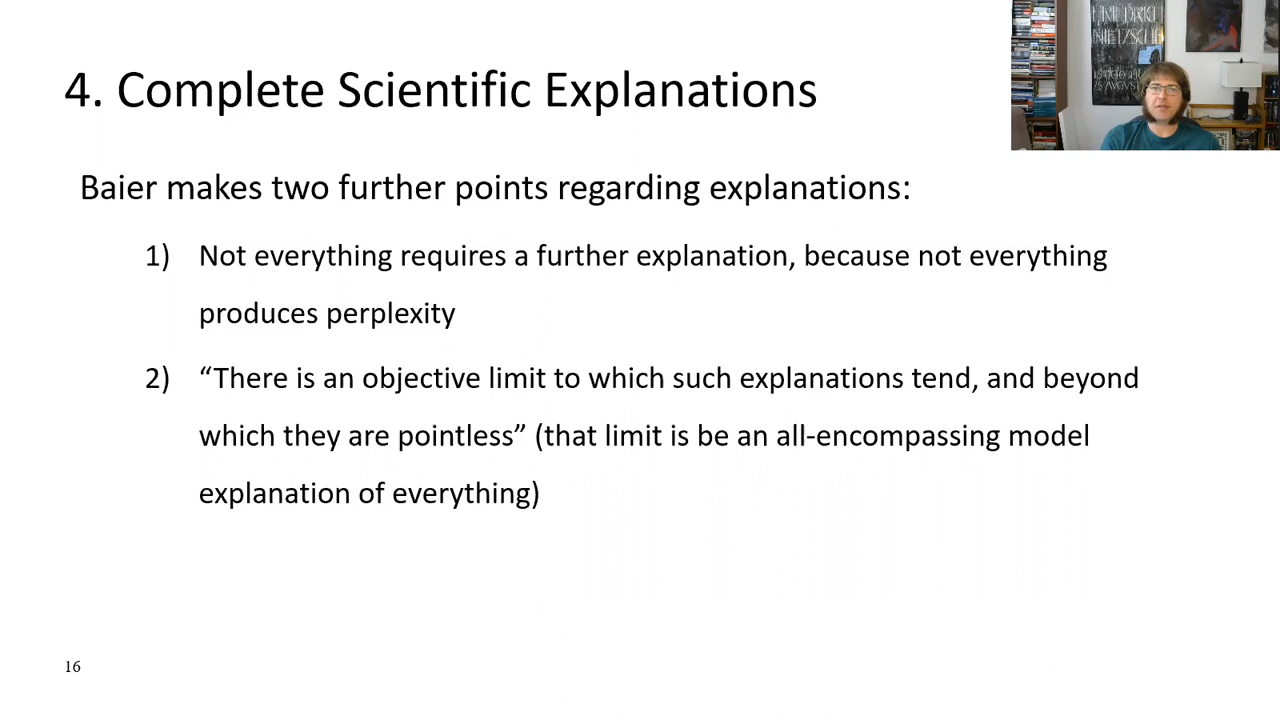 4. Complete Scientific Explanations
Baier makes two further points regarding explanations:
1) Not everything requires a further explanation, because not everything
produces perplexity
2) “There is an objective limit to which such explanations tend, and beyond
which they are pointless” (that limit is be an all-encompassing model
explanation of everything)
16
NIETZSCHE